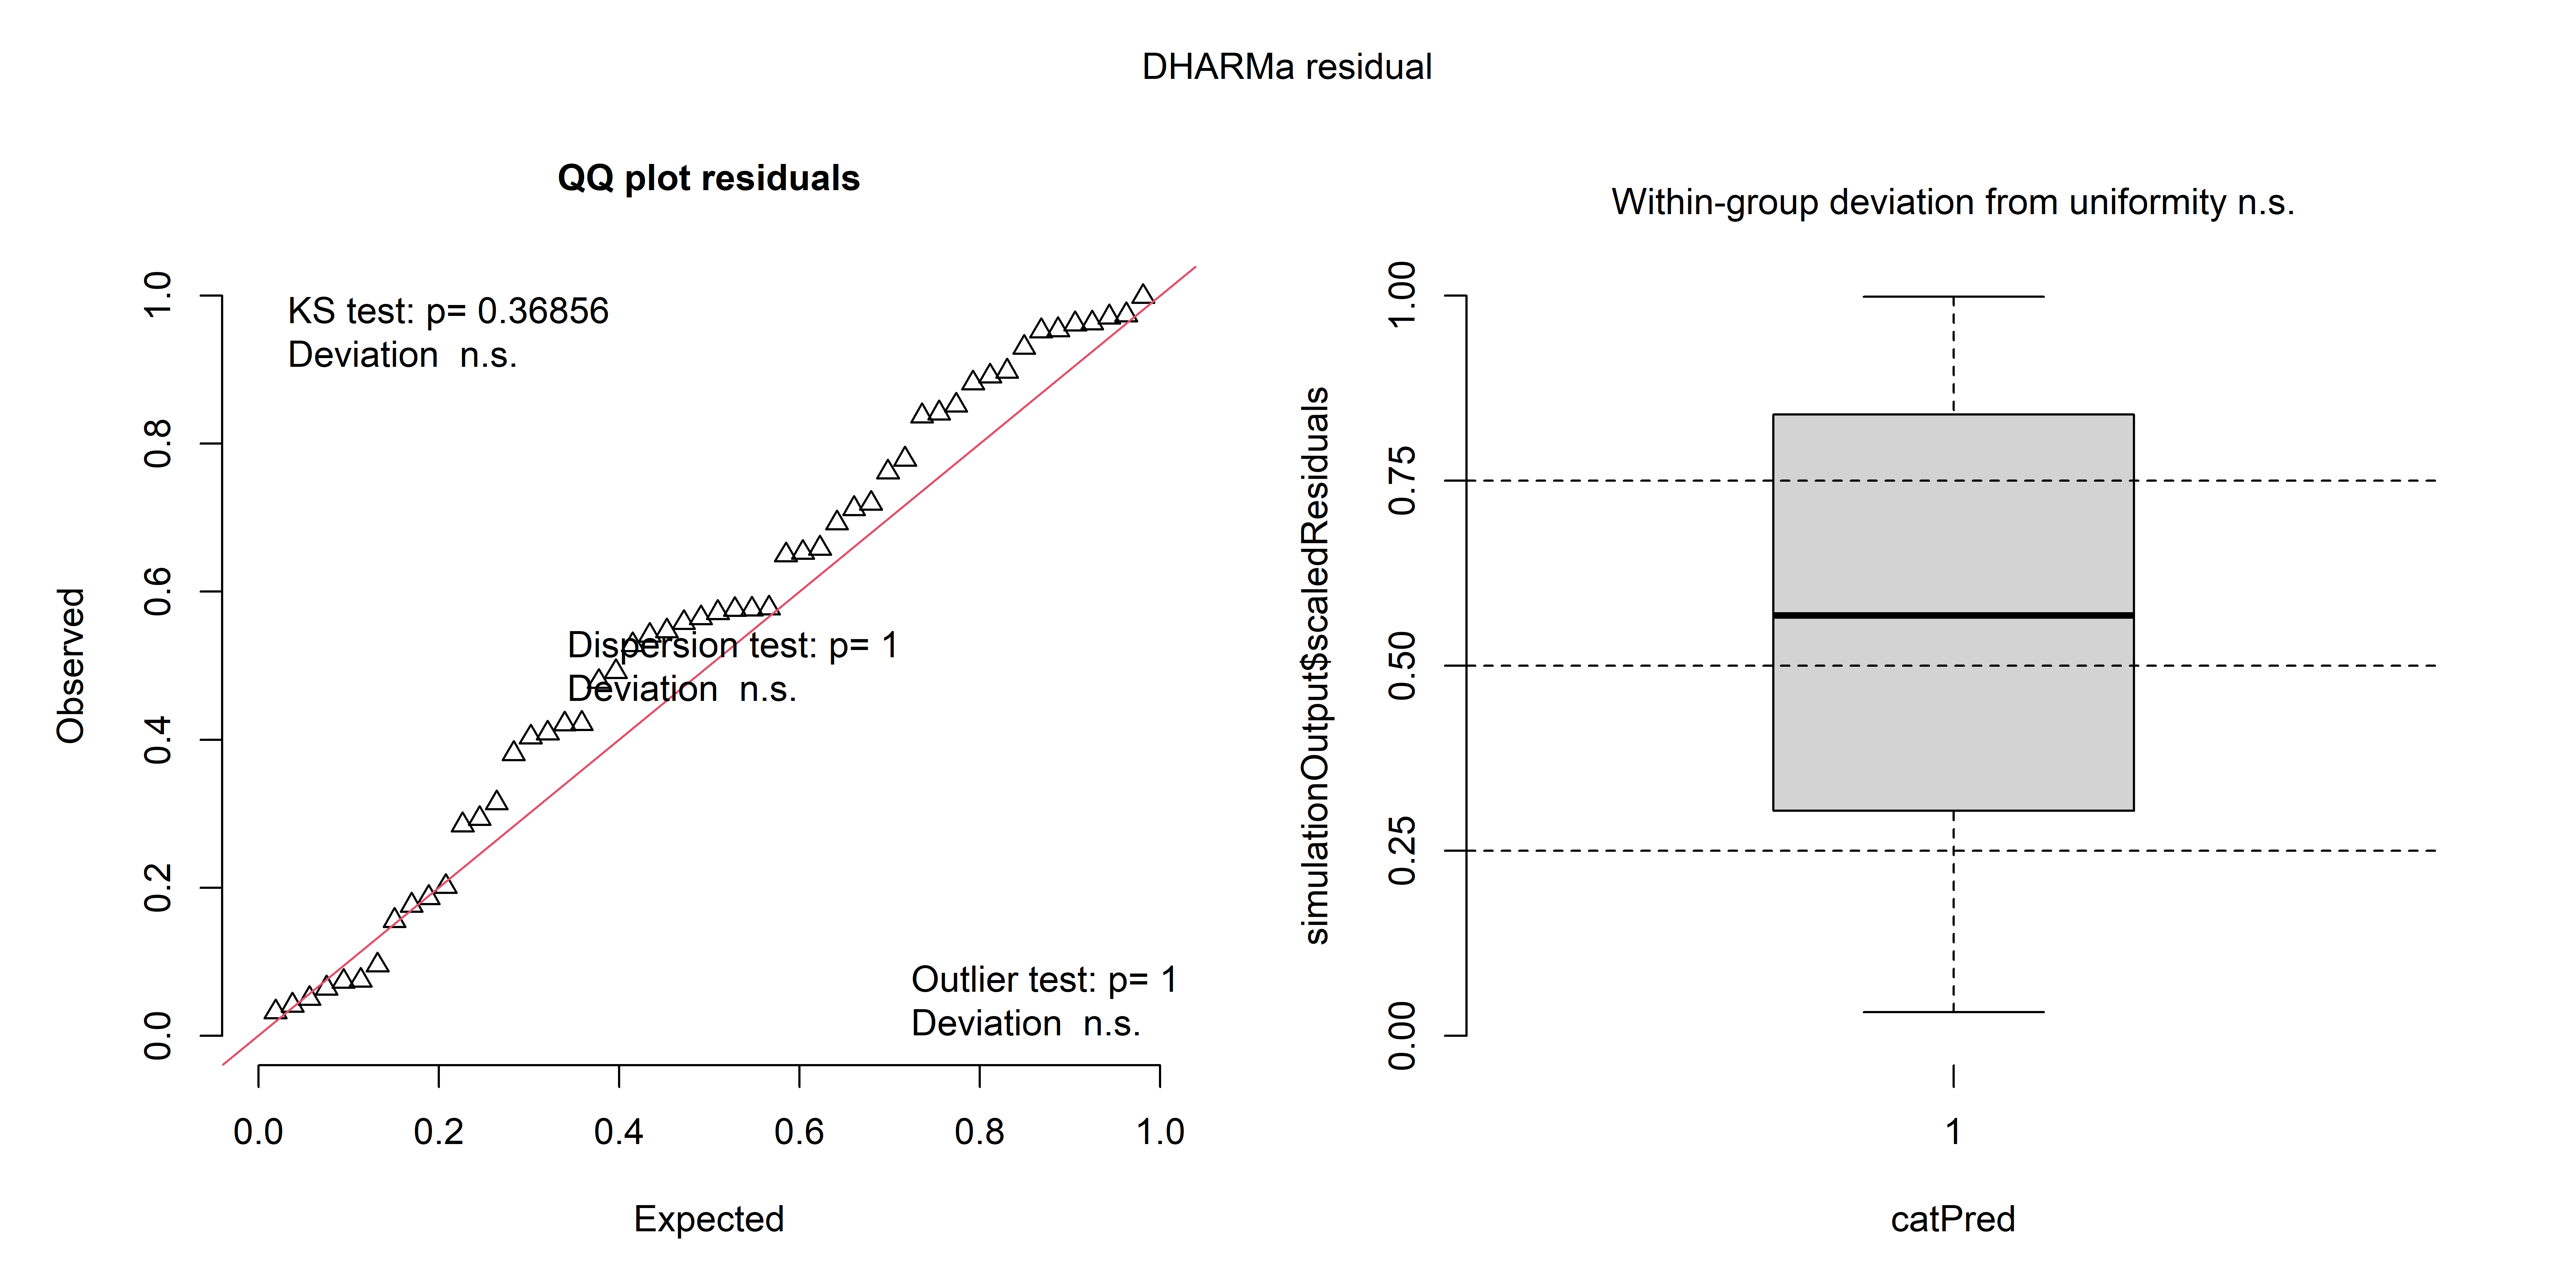 DHARMa residual
QQ plot residuals
KS test: p= 0.36856
Deviation  n.s.
Dispersion test: p= 1
Deviation  n.s.
Outlier test: p= 1
Deviation  n.s.
Observed
1.0
0.8
0.6
0.4
0.2
0.0
0.0 0.2 0.4 0.6 0.8 1.0
Expected
Within-group deviation from uniformity n.s.
simulationOutput$scaledResiduals
1.00
0.75
0.50
0.25
0.00
1
catPred